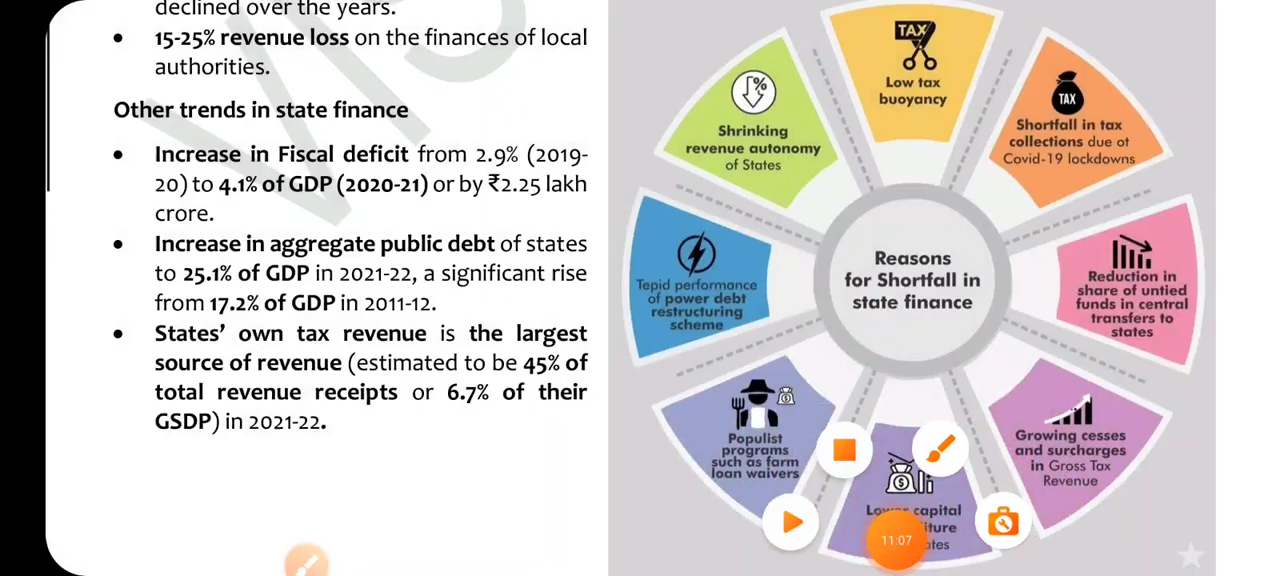 declined over the years.
• 15-25% revenue loss on the finances of local
authorities.
Other trends in state finance
• Increase in Fiscal deficit from 2.9% (2019-
20) to 4.1% of GDP (2020-21) or by ₹2.25 lakh
crore.
• Increase in aggregate public debt of states
to 25.1% of GDP in 2021-22, a significant rise
from 17.2% of GDP in 2011-12.
• States’ own tax revenue is the largest
source of revenue (estimated to be 45% of
total revenue receipts or 6.7% of their
GSDP) in 2021-22.
Reasons
for Shortfall in
state finance
TAX
Low tax
buoyancy
TAX
Shortfall in tax
collections due ot
Covid-19 lockdowns
Reduction in
share of untied
funds in central
transfers to
states
Growing cesses
and surcharges
in Gross Tax
Revenue
capital
Populist
programs
such as farm
loan waivers
Tepid performance
of power debt
restructuring
scheme
%
Shrinking
revenue autonomy
of States
11:07